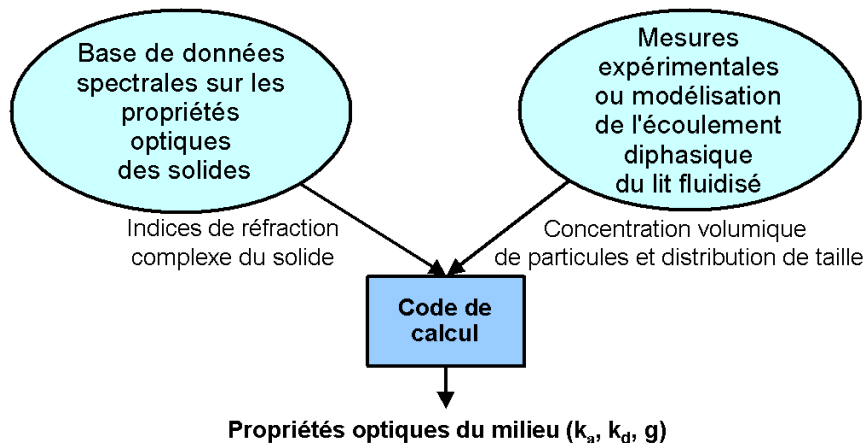 Base de données
spectrales sur les
propriétés
optiques
des solides
Mesures
expérimentales
ou modélisation
de l'écoulement
diphasique
du lit fluidisé
Indices de réfraction
complexe du solide
Concentration volumique
de particules et distribution de taille
Code de
calcul
Propriétés optiques du milieu (kₐ, k_d, g)